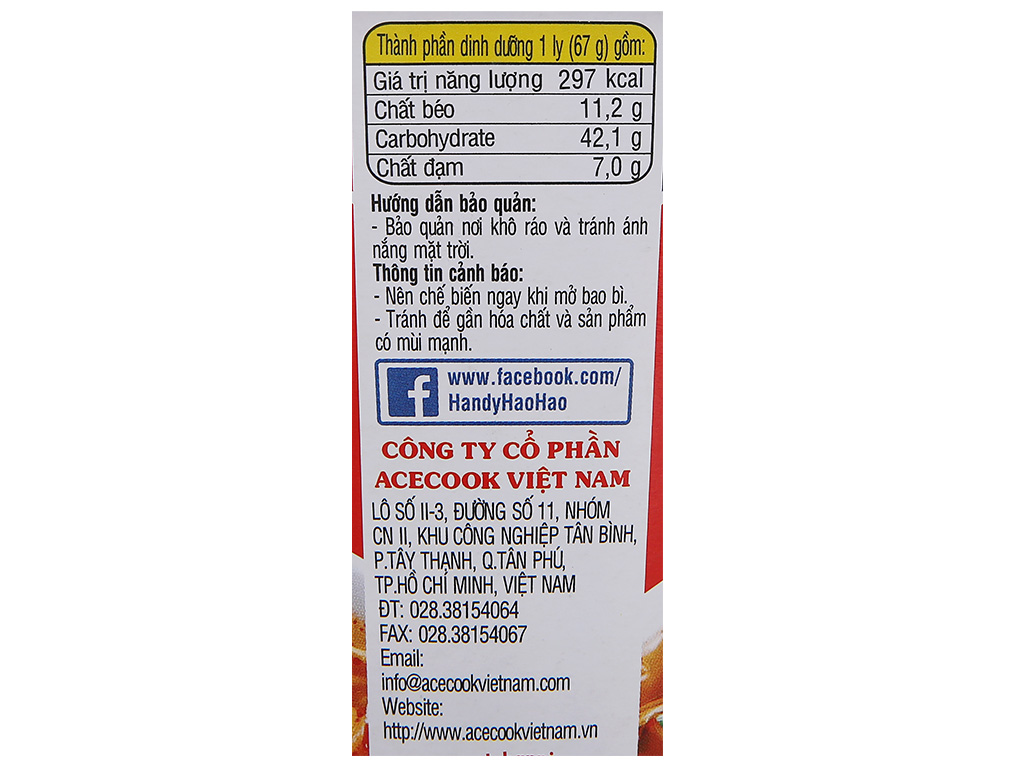 Thành phần dinh dưỡng 1 ly (67 g) gồm:
Giá trị năng lượng 297 kcal
Chất béo 11,2 g
Carbohydrate 42,1 g
Chất đạm 7,0 g
Hướng dẫn bảo quản:
- Bảo quản nơi khô ráo và tránh ánh
nắng mặt trời.
Thông tin cảnh báo:
- Nên chế biến ngay khi mở bao bì.
- Tránh để gần hóa chất và sản phẩm
có mùi mạnh.
f www.facebook.com/
HandyHaoHao
CÔNG TY CỔ PHẦN
ACECOOK VIỆT NAM
LÔ SỐ II-3, ĐƯỜNG SỐ 11, NHÓM
CN II, KHU CÔNG NGHIỆP TÂN BÌNH,
P.TÂY THẠNH, Q.TÂN PHÚ,
TP.HỒ CHÍ MINH, VIỆT NAM
ĐT: 028.38154064
FAX: 028.38154067
Email:
info@acecookvietnam.com
Website:
http://www.acecookvietnam.vn